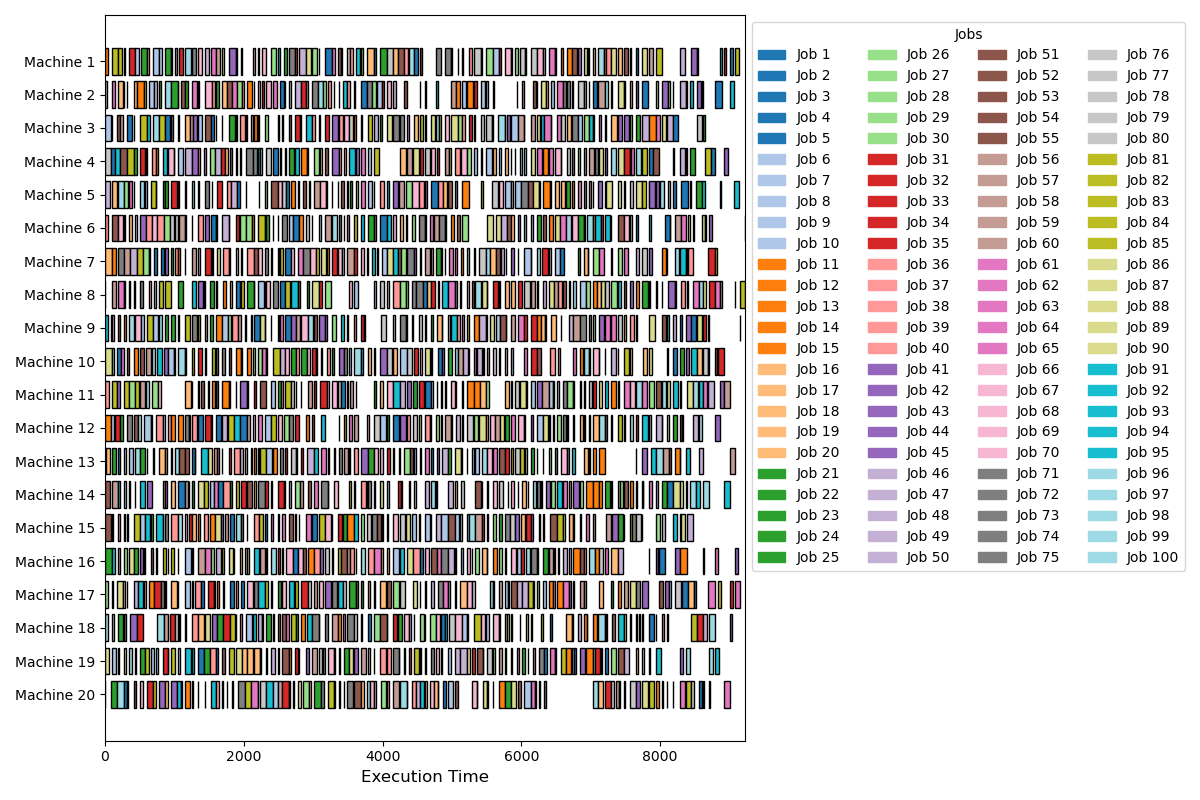 Machine 1
Machine 2
Machine 3
Machine 4
Machine 5
Machine 6
Machine 7
Machine 8
Machine 9
Machine 10
Machine 11
Machine 12
Machine 13
Machine 14
Machine 15
Machine 16
Machine 17
Machine 18
Machine 19
Machine 20
0 2000 4000 6000 8000
Execution Time
Jobs
Job 1 Job 26 Job 51 Job 76
Job 2 Job 27 Job 52 Job 77
Job 3 Job 28 Job 53 Job 78
Job 4 Job 29 Job 54 Job 79
Job 5 Job 30 Job 55 Job 80
Job 6 Job 31 Job 56 Job 81
Job 7 Job 32 Job 57 Job 82
Job 8 Job 33 Job 58 Job 83
Job 9 Job 34 Job 59 Job 84
Job 10 Job 35 Job 60 Job 85
Job 11 Job 36 Job 61 Job 86
Job 12 Job 37 Job 62 Job 87
Job 13 Job 38 Job 63 Job 88
Job 14 Job 39 Job 64 Job 89
Job 15 Job 40 Job 65 Job 90
Job 16 Job 41 Job 66 Job 91
Job 17 Job 42 Job 67 Job 92
Job 18 Job 43 Job 68 Job 93
Job 19 Job 44 Job 69 Job 94
Job 20 Job 45 Job 70 Job 95
Job 21 Job 46 Job 71 Job 96
Job 22 Job 47 Job 72 Job 97
Job 23 Job 48 Job 73 Job 98
Job 24 Job 49 Job 74 Job 99
Job 25 Job 50 Job 75 Job 100